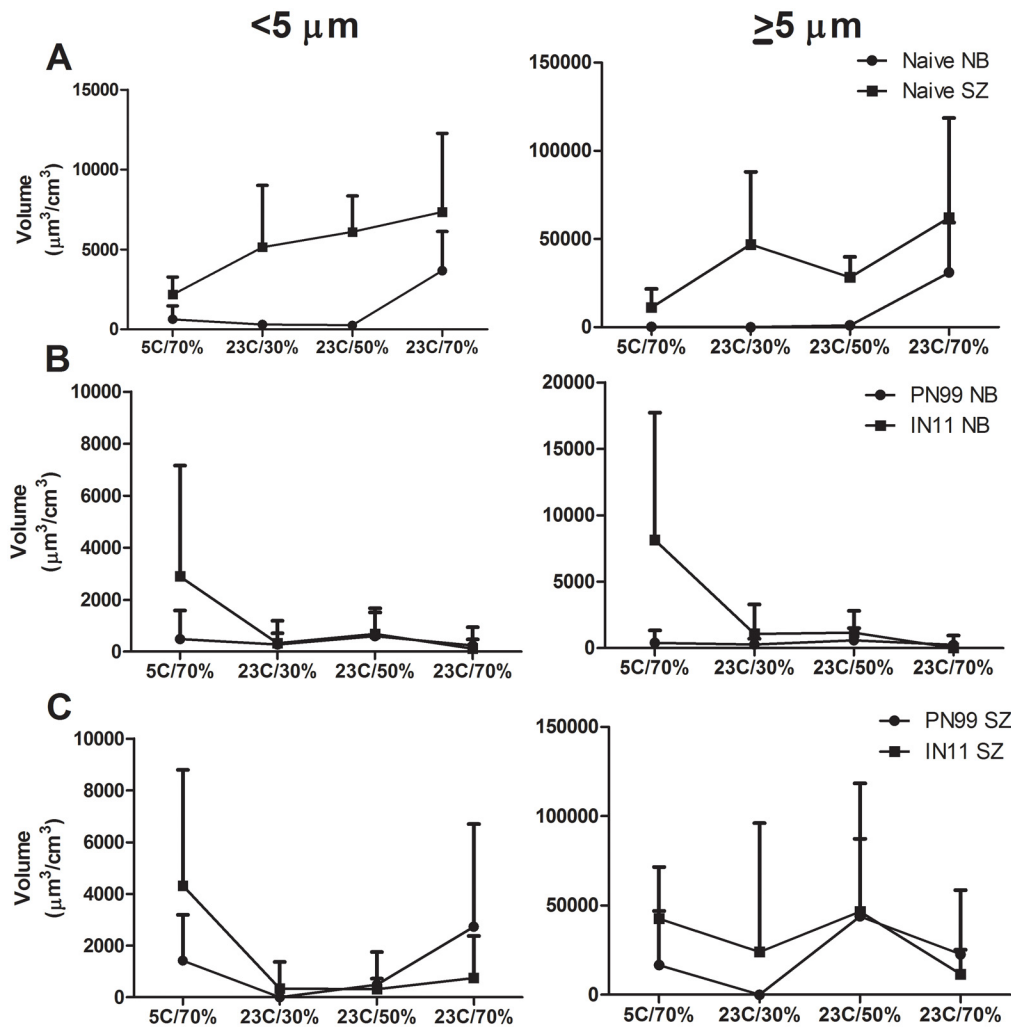 <5 μm
≥5 μm
A
Naive NB
Naive SZ
Volume
(μm³/cm³)
15000
10000
5000
0
5C/70% 23C/30% 23C/50% 23C/70%
150000
100000
50000
0
5C/70% 23C/30% 23C/50% 23C/70%
B
PN99 NB
IN11 NB
Volume
(μm³/cm³)
10000
8000
6000
4000
2000
0
5C/70% 23C/30% 23C/50% 23C/70%
20000
15000
10000
5000
0
5C/70% 23C/30% 23C/50% 23C/70%
C
PN99 SZ
IN11 SZ
Volume
(μm³/cm³)
10000
8000
6000
4000
2000
0
5C/70% 23C/30% 23C/50% 23C/70%
150000
100000
50000
0
5C/70% 23C/30% 23C/50% 23C/70%